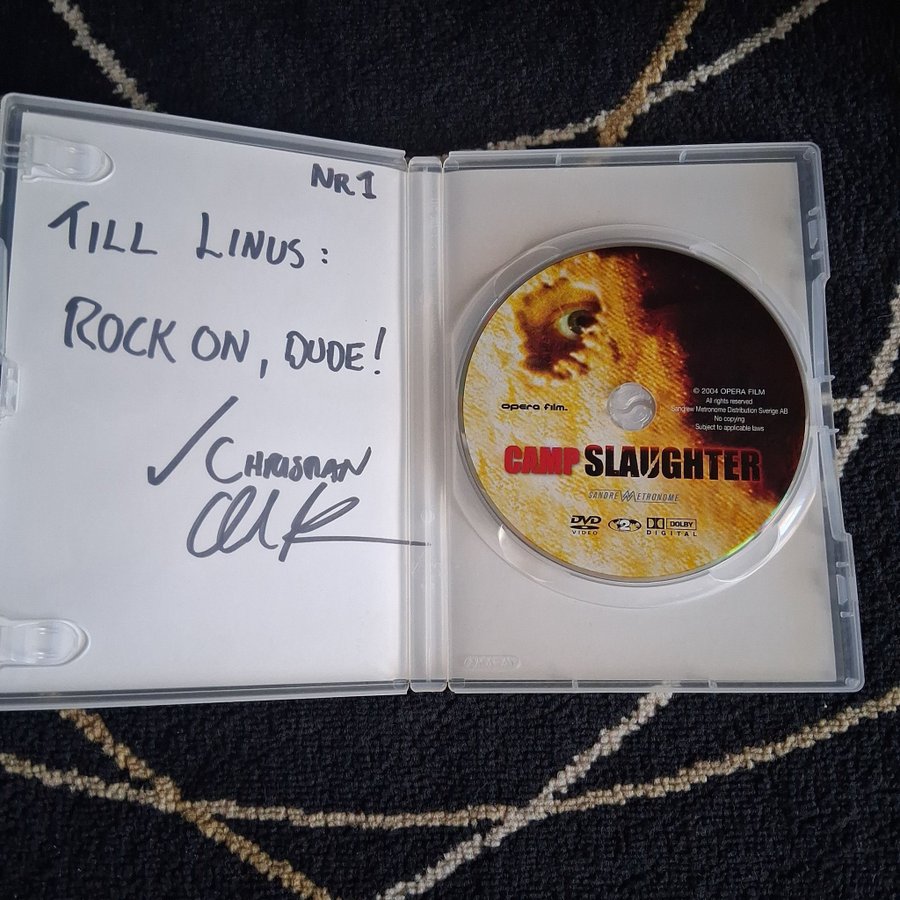 NR 1
TILL LINUS:
ROCK ON, DUDE!
/CHRISTIAN
opera film.
© 2004 OPERA FILM
All rights reserved
Sandrew Metronome Distribution Sverige AB
No copying
Subject to applicable laws
CAMP SLAUGHTER
SANDREW METRONOME
DVD VIDEO 2 DOLBY DIGITAL